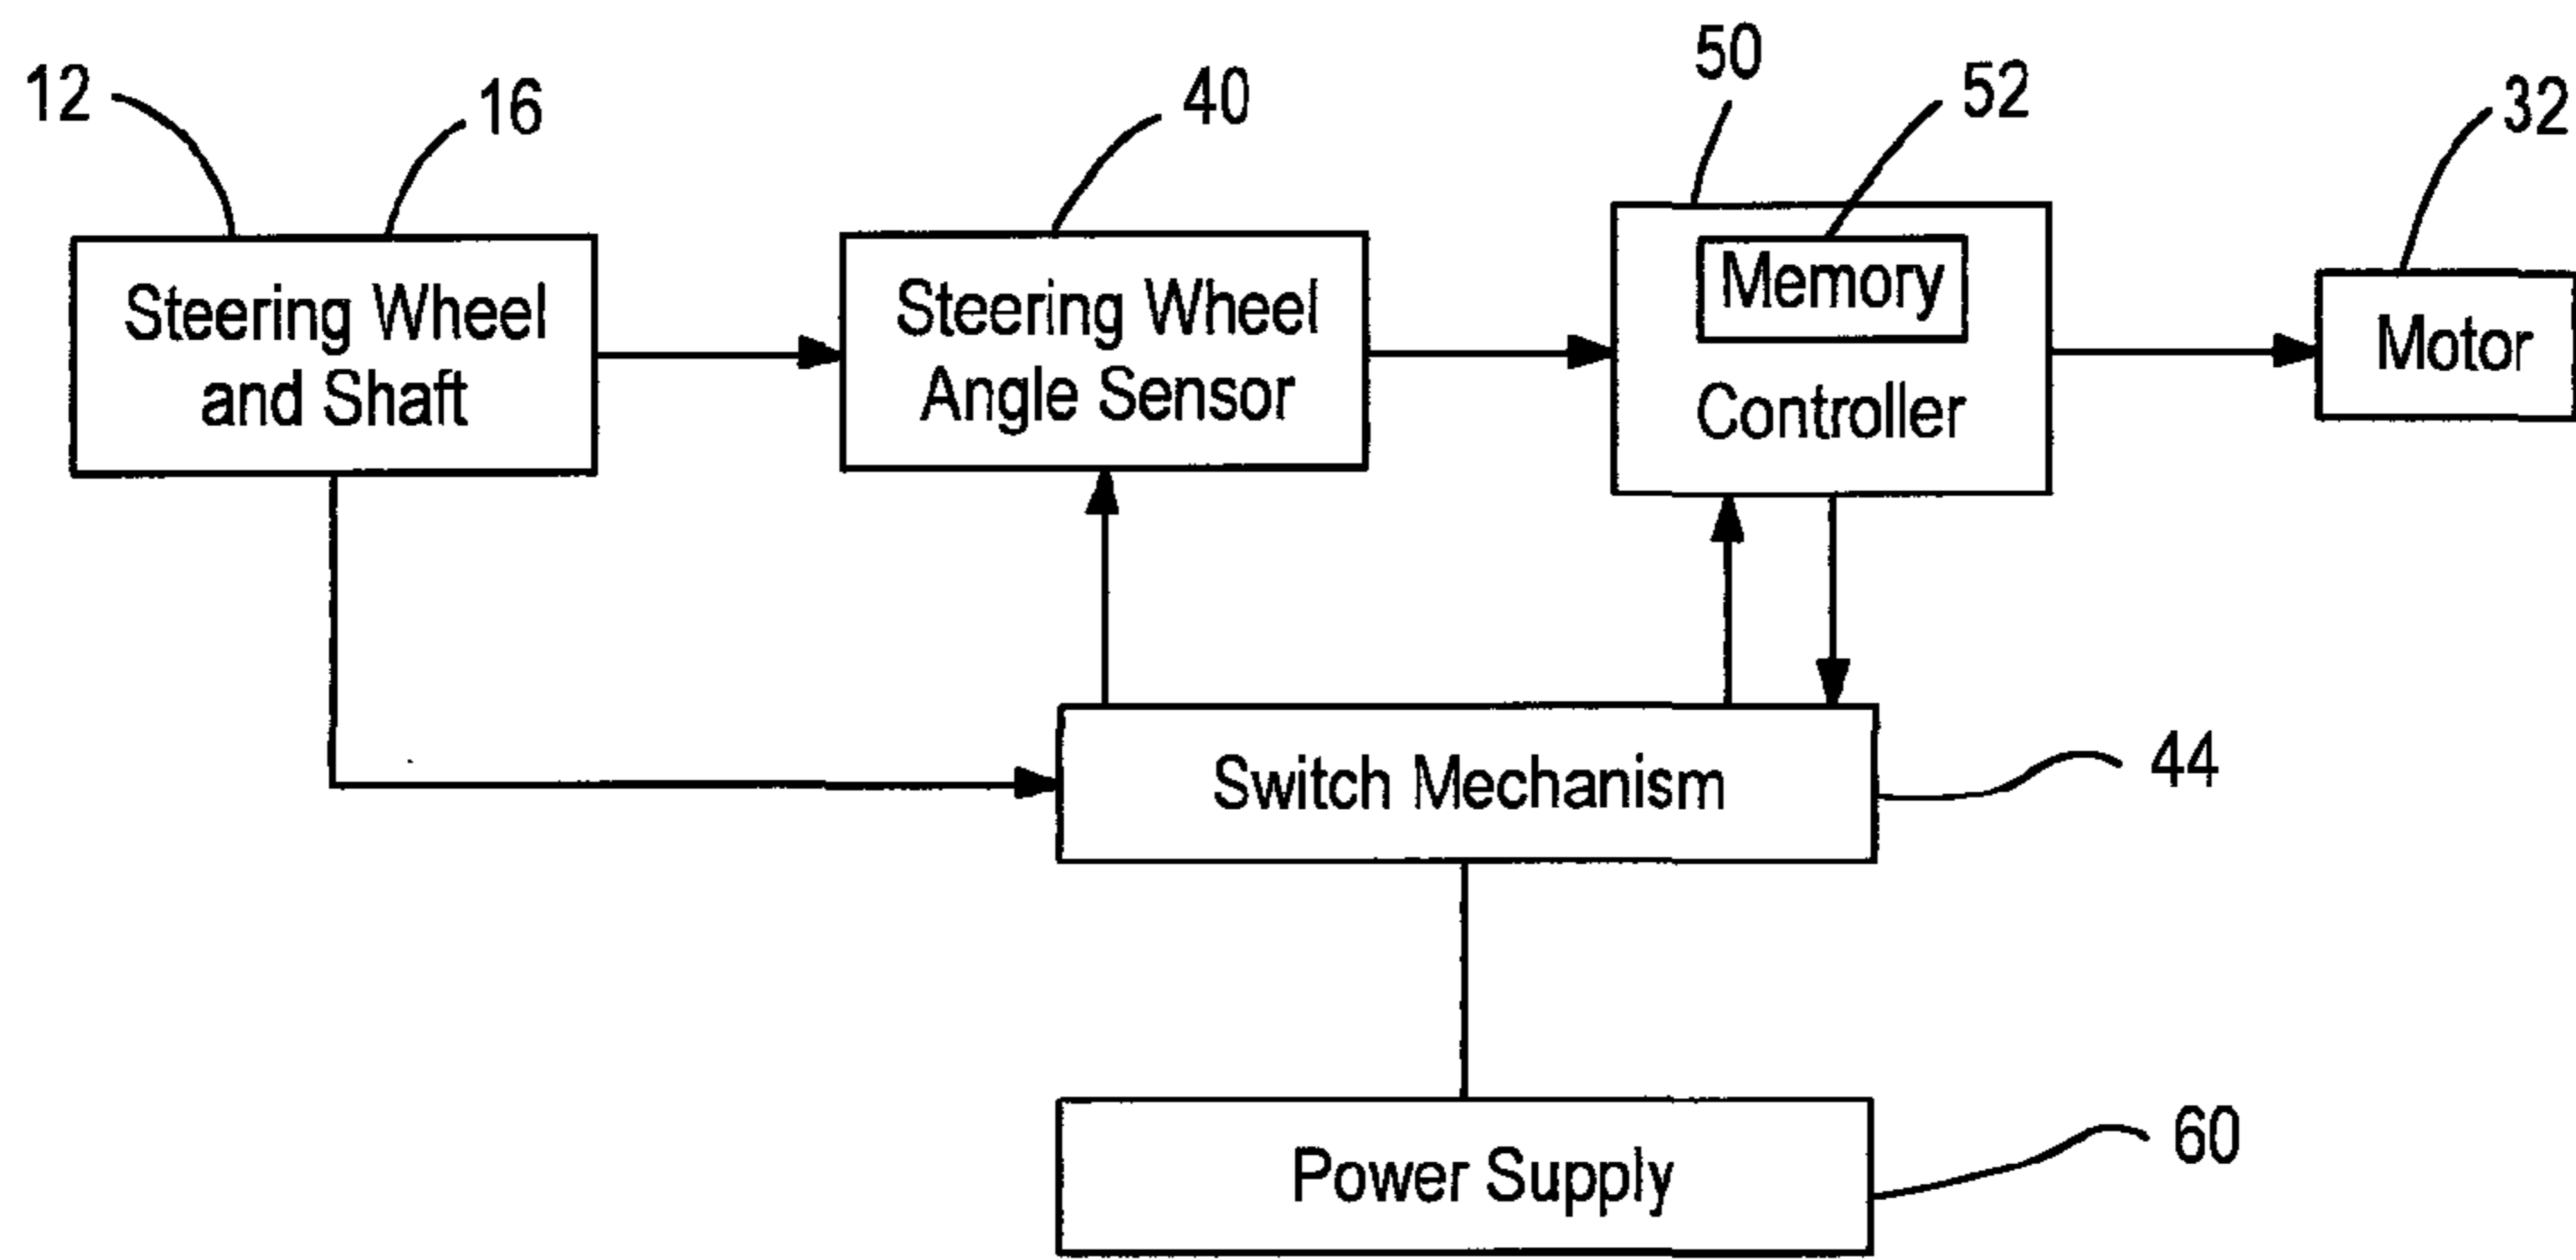 12
16
40
50
52
32
Steering Wheel
and Shaft
Steering Wheel
Angle Sensor
Memory
Controller
Motor
Switch Mechanism
44
Power Supply
60